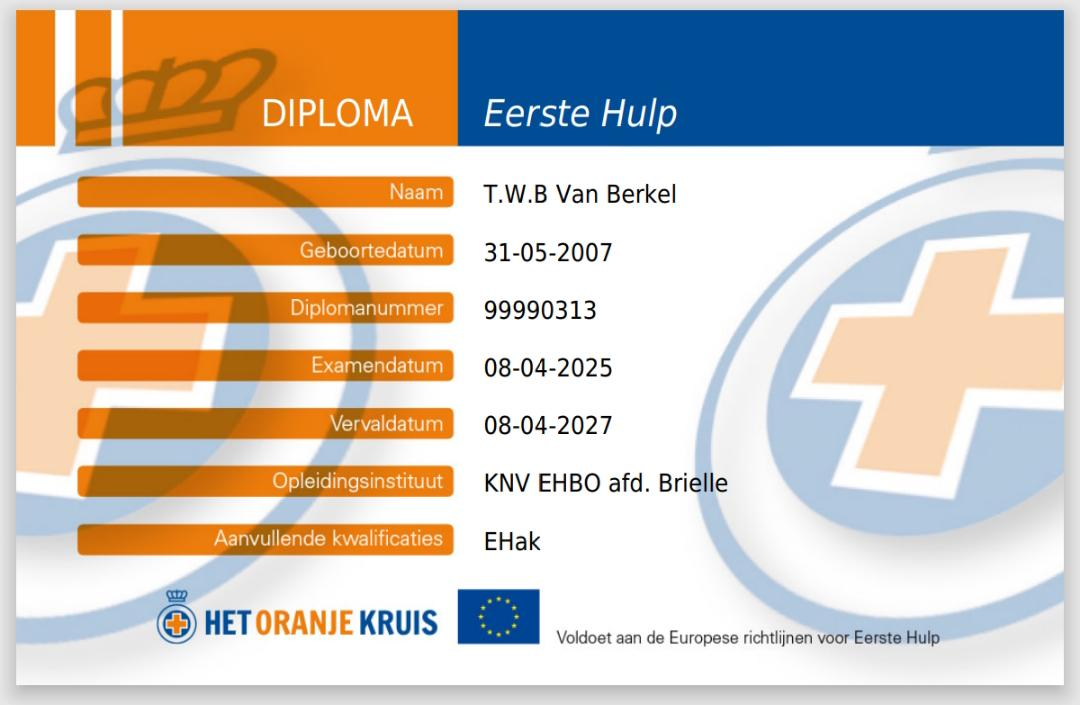 DIPLOMA Eerste Hulp
Naam T.W.B Van Berkel
Geboortedatum 31-05-2007
Diplomanummer 99990313
Examendatum 08-04-2025
Vervaldatum 08-04-2027
Opleidingsinstituut KNV EHBO afd. Brielle
Aanvullende kwalificaties EHak
HET ORANJE KRUIS
Voldoet aan de Europese richtlijnen voor Eerste Hulp